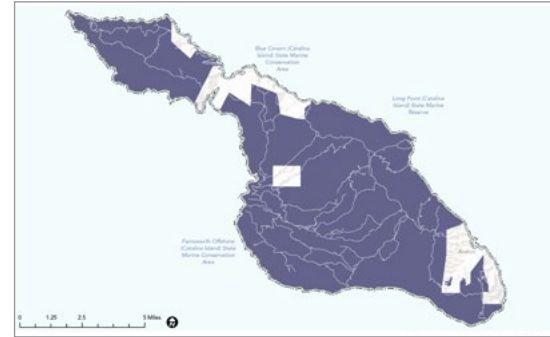 Blue Cavern (Catalina
Island) State Marine
Conservation
Area
Long Point (Catalina
Island) State Marine
Reserve
Farnsworth Offshore
(Catalina Island) State
Marine Conservation
Area
Avalon
0 1.25 2.5 5 Miles